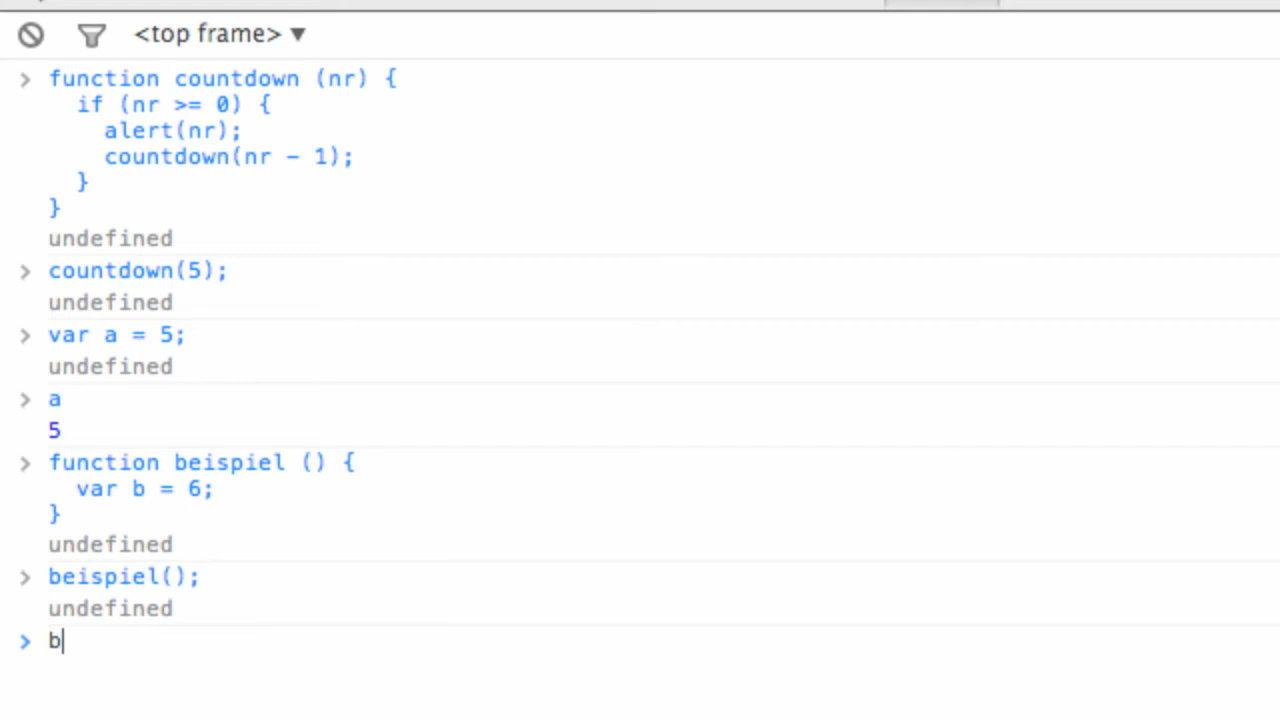 <top frame> ▼
> function countdown (nr) {
if (nr >= 0) {
alert(nr);
countdown(nr - 1);
}
}
undefined
> countdown(5);
undefined
> var a = 5;
undefined
> a
5
> function beispiel () {
var b = 6;
}
undefined
> beispiel();
undefined
> b